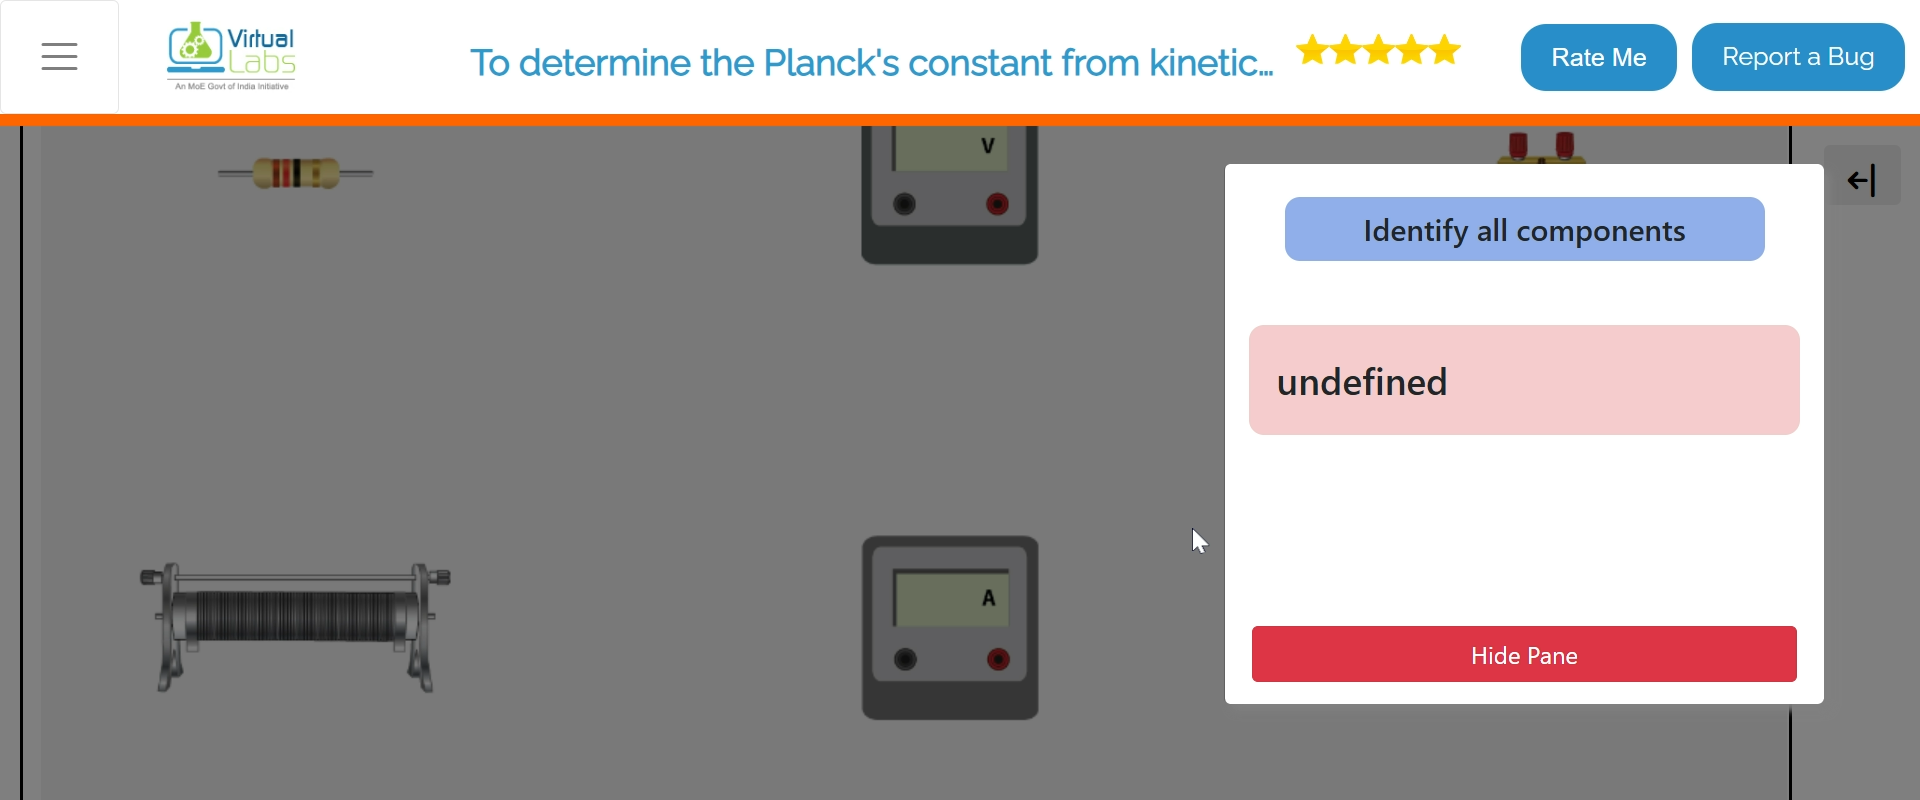 Virtual
Labs
An MoE Govt of India Initiative
To determine the Planck's constant from kinetic...
Rate Me
Report a Bug
V
Identify all components
undefined
A
Hide Pane